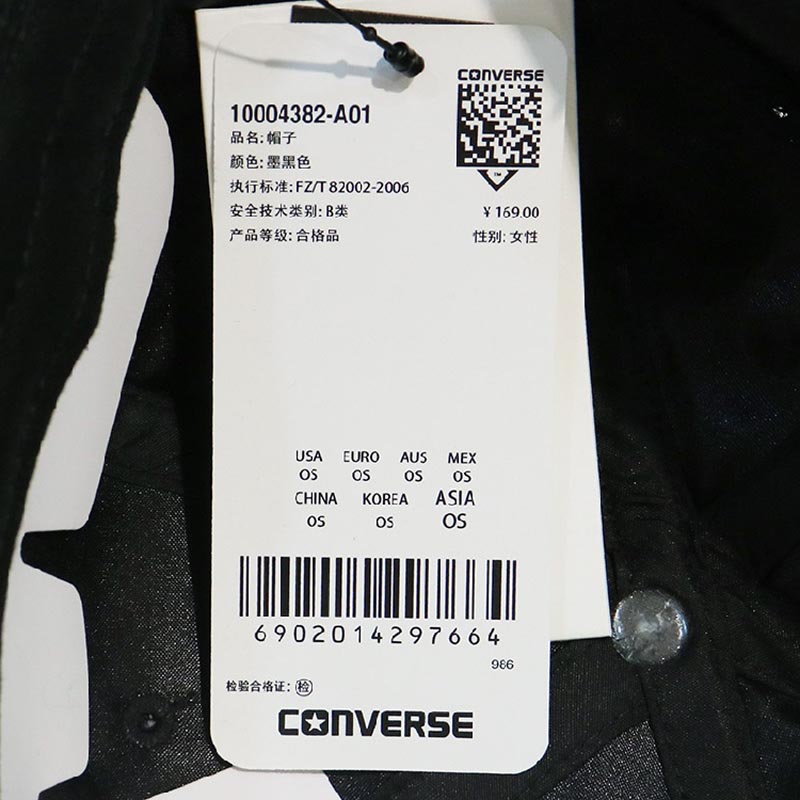 CONVERSE
10004382-A01
品名: 帽子
颜色: 墨黑色
执行标准: FZ/T 82002-2006
安全技术类别: B类 ¥ 169.00
产品等级: 合格品 性别: 女性
TM
USA EURO AUS MEX
OS OS OS OS
CHINA KOREA ASIA
OS OS OS
6902014297664
986
检验合格证: 检
CONVERSE